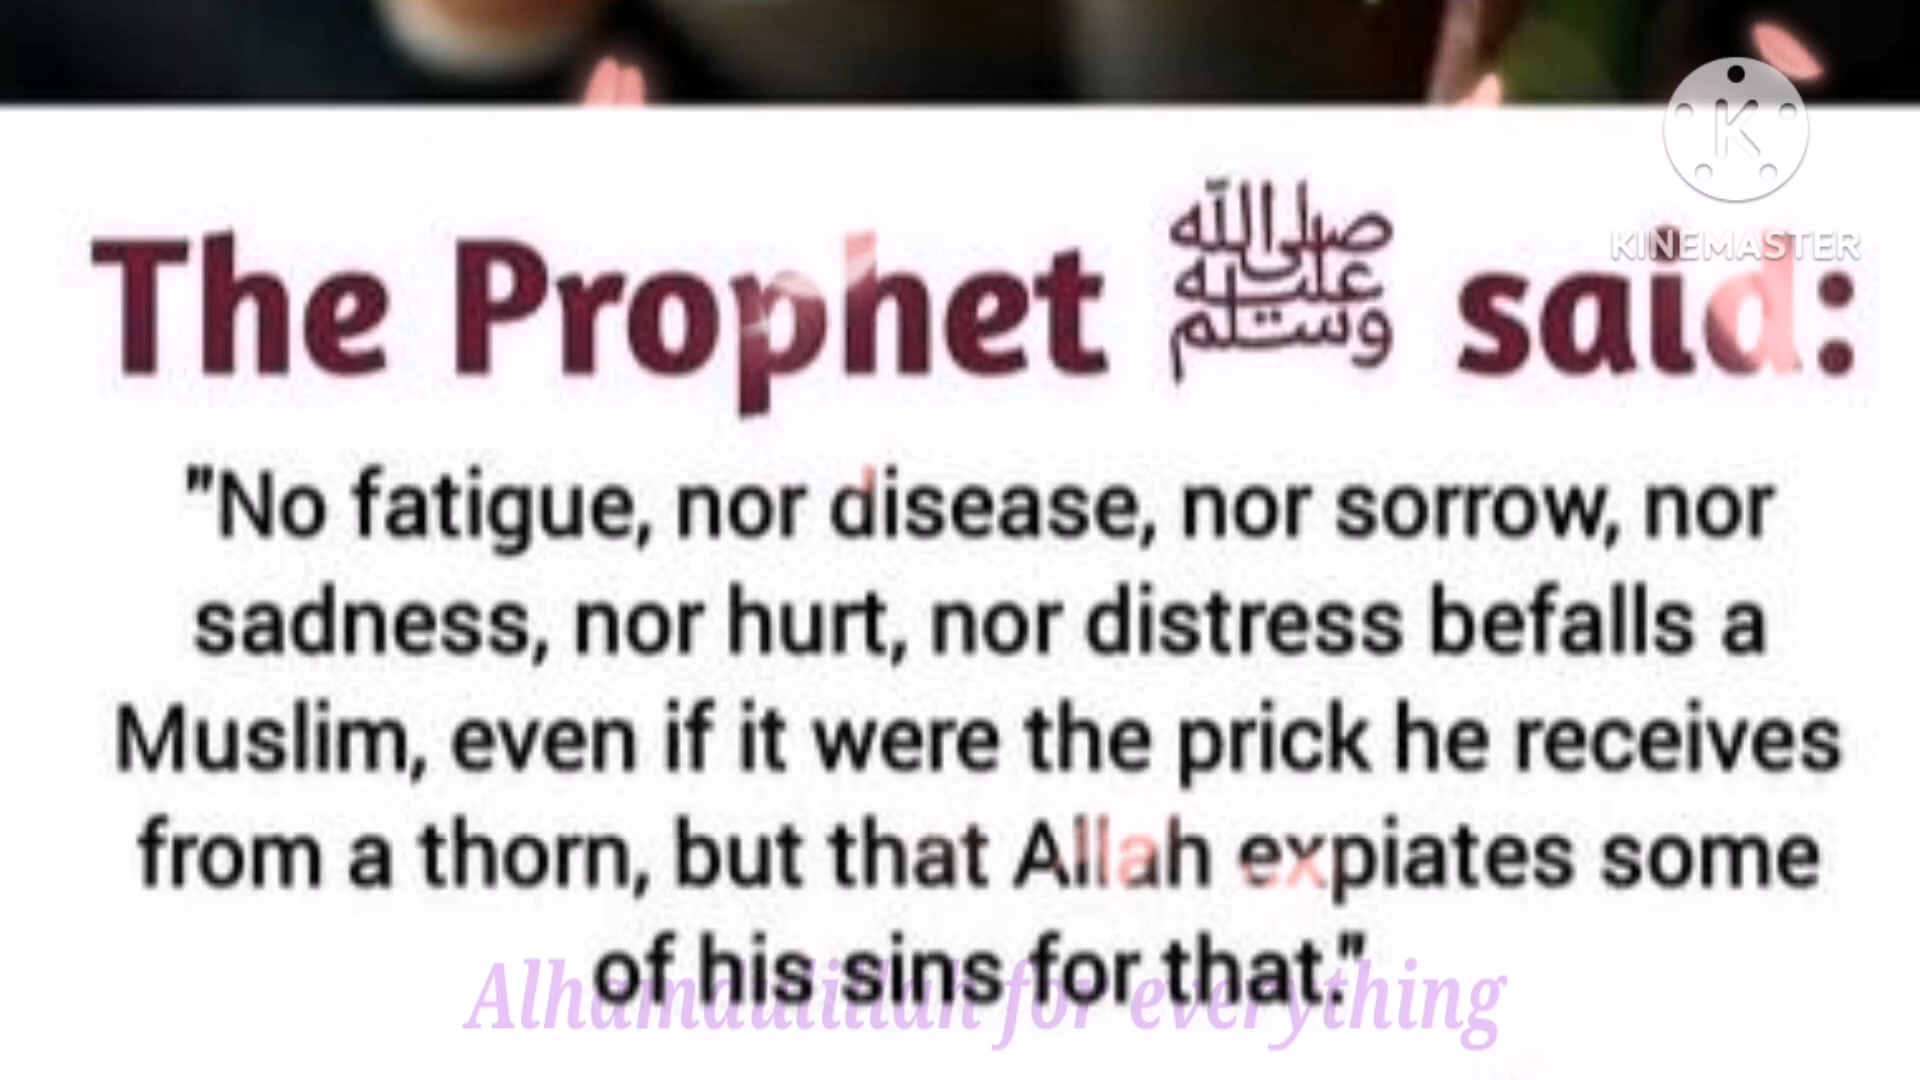 KINEMASTER
The Prophet صلى الله عليه وسلم said:
"No fatigue, nor disease, nor sorrow, nor
sadness, nor hurt, nor distress befalls a
Muslim, even if it were the prick he receives
from a thorn, but that Allah expiates some
of his sins for that."
Alhamdulillah for everything